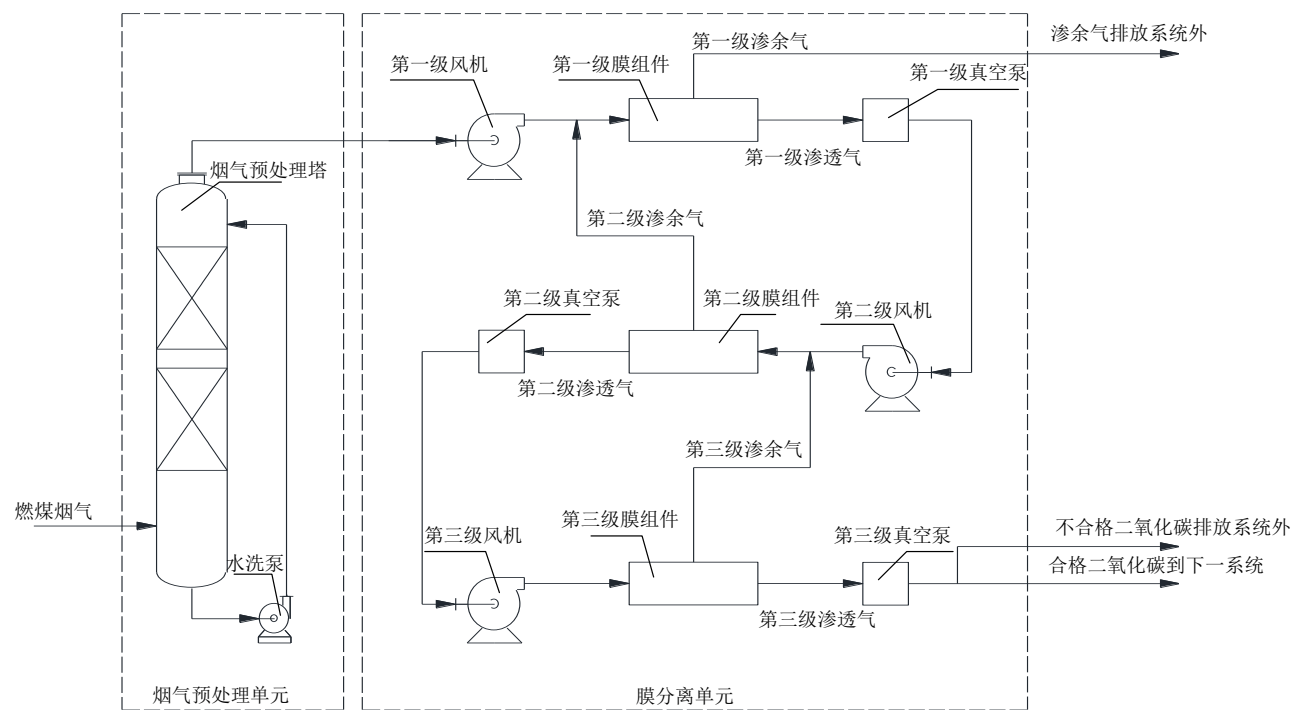 第一级渗余气
渗余气排放系统外
第一级风机
第一级膜组件
第一级真空泵
第一级渗透气
烟气预处理塔
第二级渗余气
第二级真空泵
第二级膜组件
第二级风机
第二级渗透气
第三级渗余气
燃煤烟气
第三级膜组件
第三级风机
第三级真空泵
不合格二氧化碳排放系统外
合格二氧化碳到下一系统
水洗泵
第三级渗透气
烟气预处理单元
膜分离单元